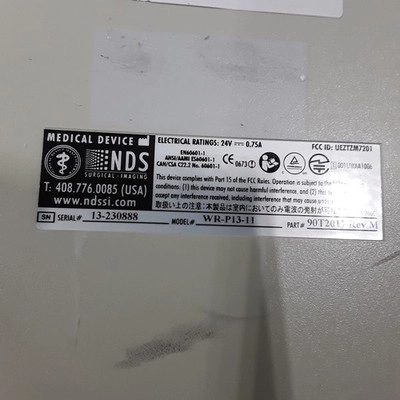 MEDICAL DEVICE
NDS
SURGICAL-IMAGING
T: 408.776.0085 (USA)
www.ndssi.com
ELECTRICAL RATINGS: 24V 0.75A
EN60601-1
ANSI/AAMI ES60601-1
CAN/CSA C22.2 No. 60601-1
CE 0673
FCC ID: UEZTZM7201
This device complies with Part 15 of the FCC Rules. Operation is subject to the following
conditions: (1) This device may not cause harmful interference, and (2)
any interference received, including interference that may cause
取扱い上の注意】本製品は室内においてのみ電波の発射が
SN SERIAL# 13-230888
MODEL# WR-P13-11
PART# Rev.M